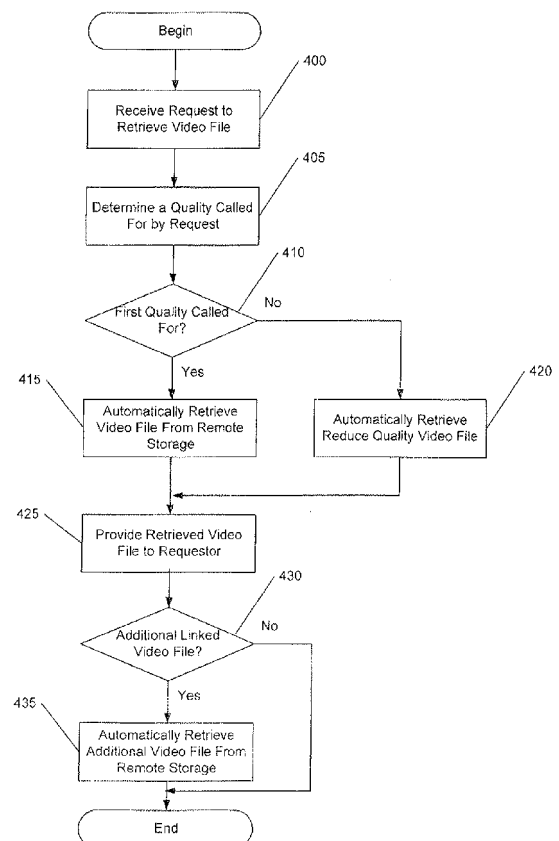 Begin
400
Receive Request to
Retrieve Video File
405
Determine a Quality Called
For by Request
410
First Quality Called
For?
No
Yes
415
Automatically Retrieve
Video File From Remote
Storage
420
Automatically Retrieve
Reduce Quality Video File
425
Provide Retrieved Video
File to Requestor
430
Additional Linked
Video File?
No
Yes
435
Automatically Retrieve
Additional Video File From
Remote Storage
End